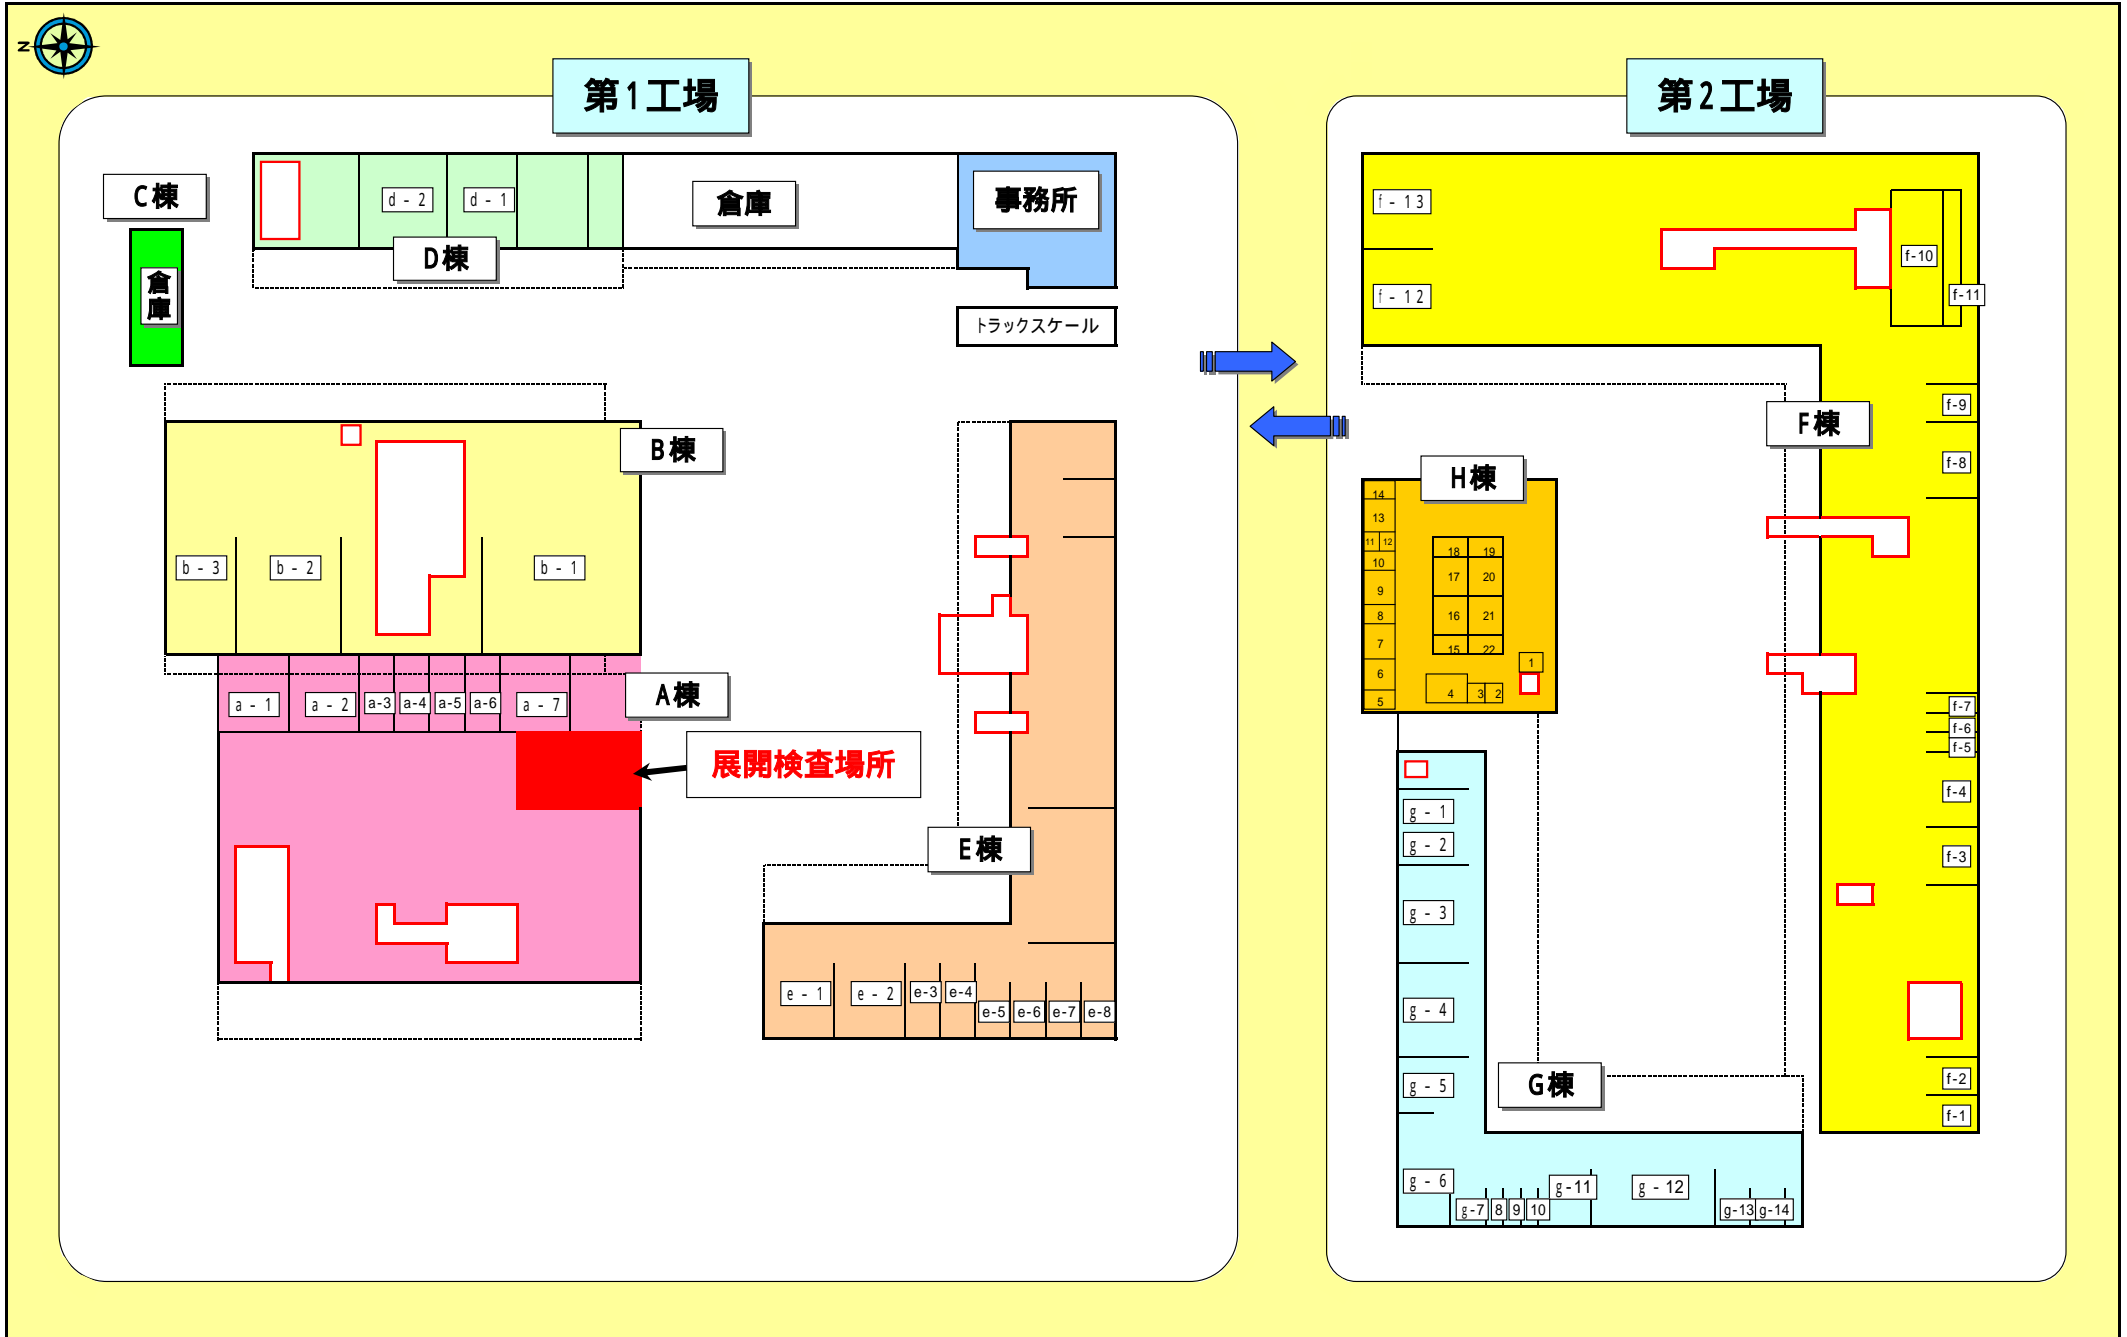 N
第1工場
第2工場
C棟
倉庫
d - 2
d - 1
D棟
倉庫
事務所
トラックスケール
B棟
b - 3
b - 2
b - 1
a - 1
a - 2
a-3
a-4
a-5
a-6
a - 7
A棟
展開検査場所
E棟
e - 1
e - 2
e-3
e-4
e-5
e-6
e-7
e-8
f - 13
f - 12
f-10
f-11
F棟
f-9
f-8
f-7
f-6
f-5
f-4
f-3
f-2
f-1
H棟
14
13
11
12
10
9
8
7
6
5
18
19
17
20
16
21
15
22
1
4
3
2
g - 1
g - 2
g - 3
g - 4
g - 5
G棟
g - 6
g-7
8
9
10
g-11
g - 12
g-13
g-14